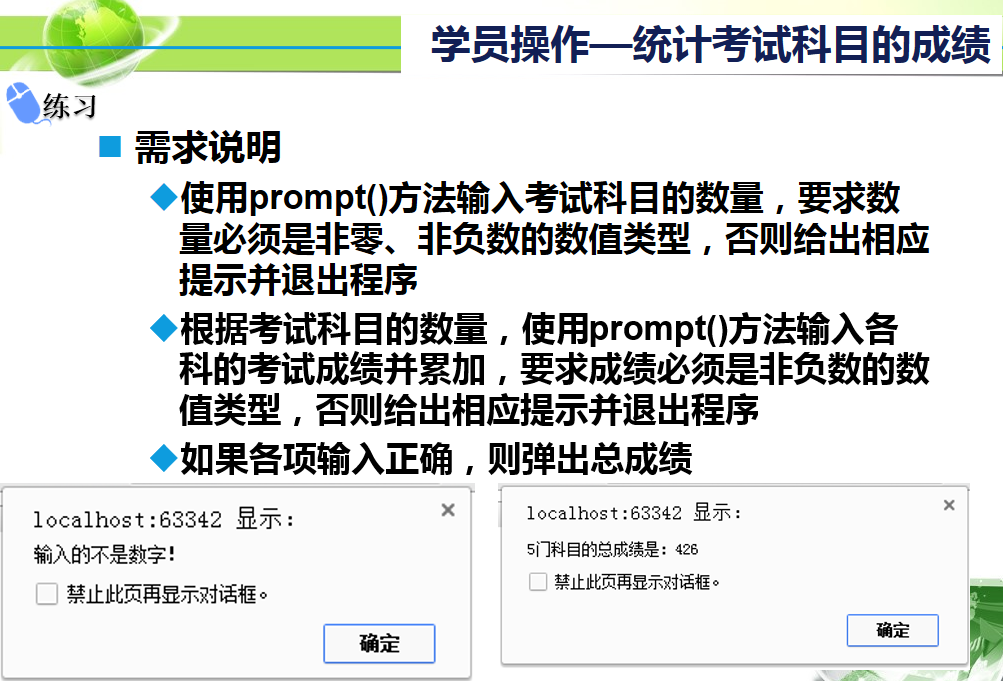 学员操作—统计考试科目的成绩
练习
需求说明
使用prompt()方法输入考试科目的数量，要求数
量必须是非零、非负数的数值类型，否则给出相应
提示并退出程序
根据考试科目的数量，使用prompt()方法输入各
科的考试成绩并累加，要求成绩必须是非负数的数
值类型，否则给出相应提示并退出程序
如果各项输入正确，则弹出总成绩
localhost:63342 显示：
输入的不是数字！
禁止此页再显示对话框。
确定
localhost:63342 显示：
5门科目的总成绩是：426
禁止此页再显示对话框。
确定